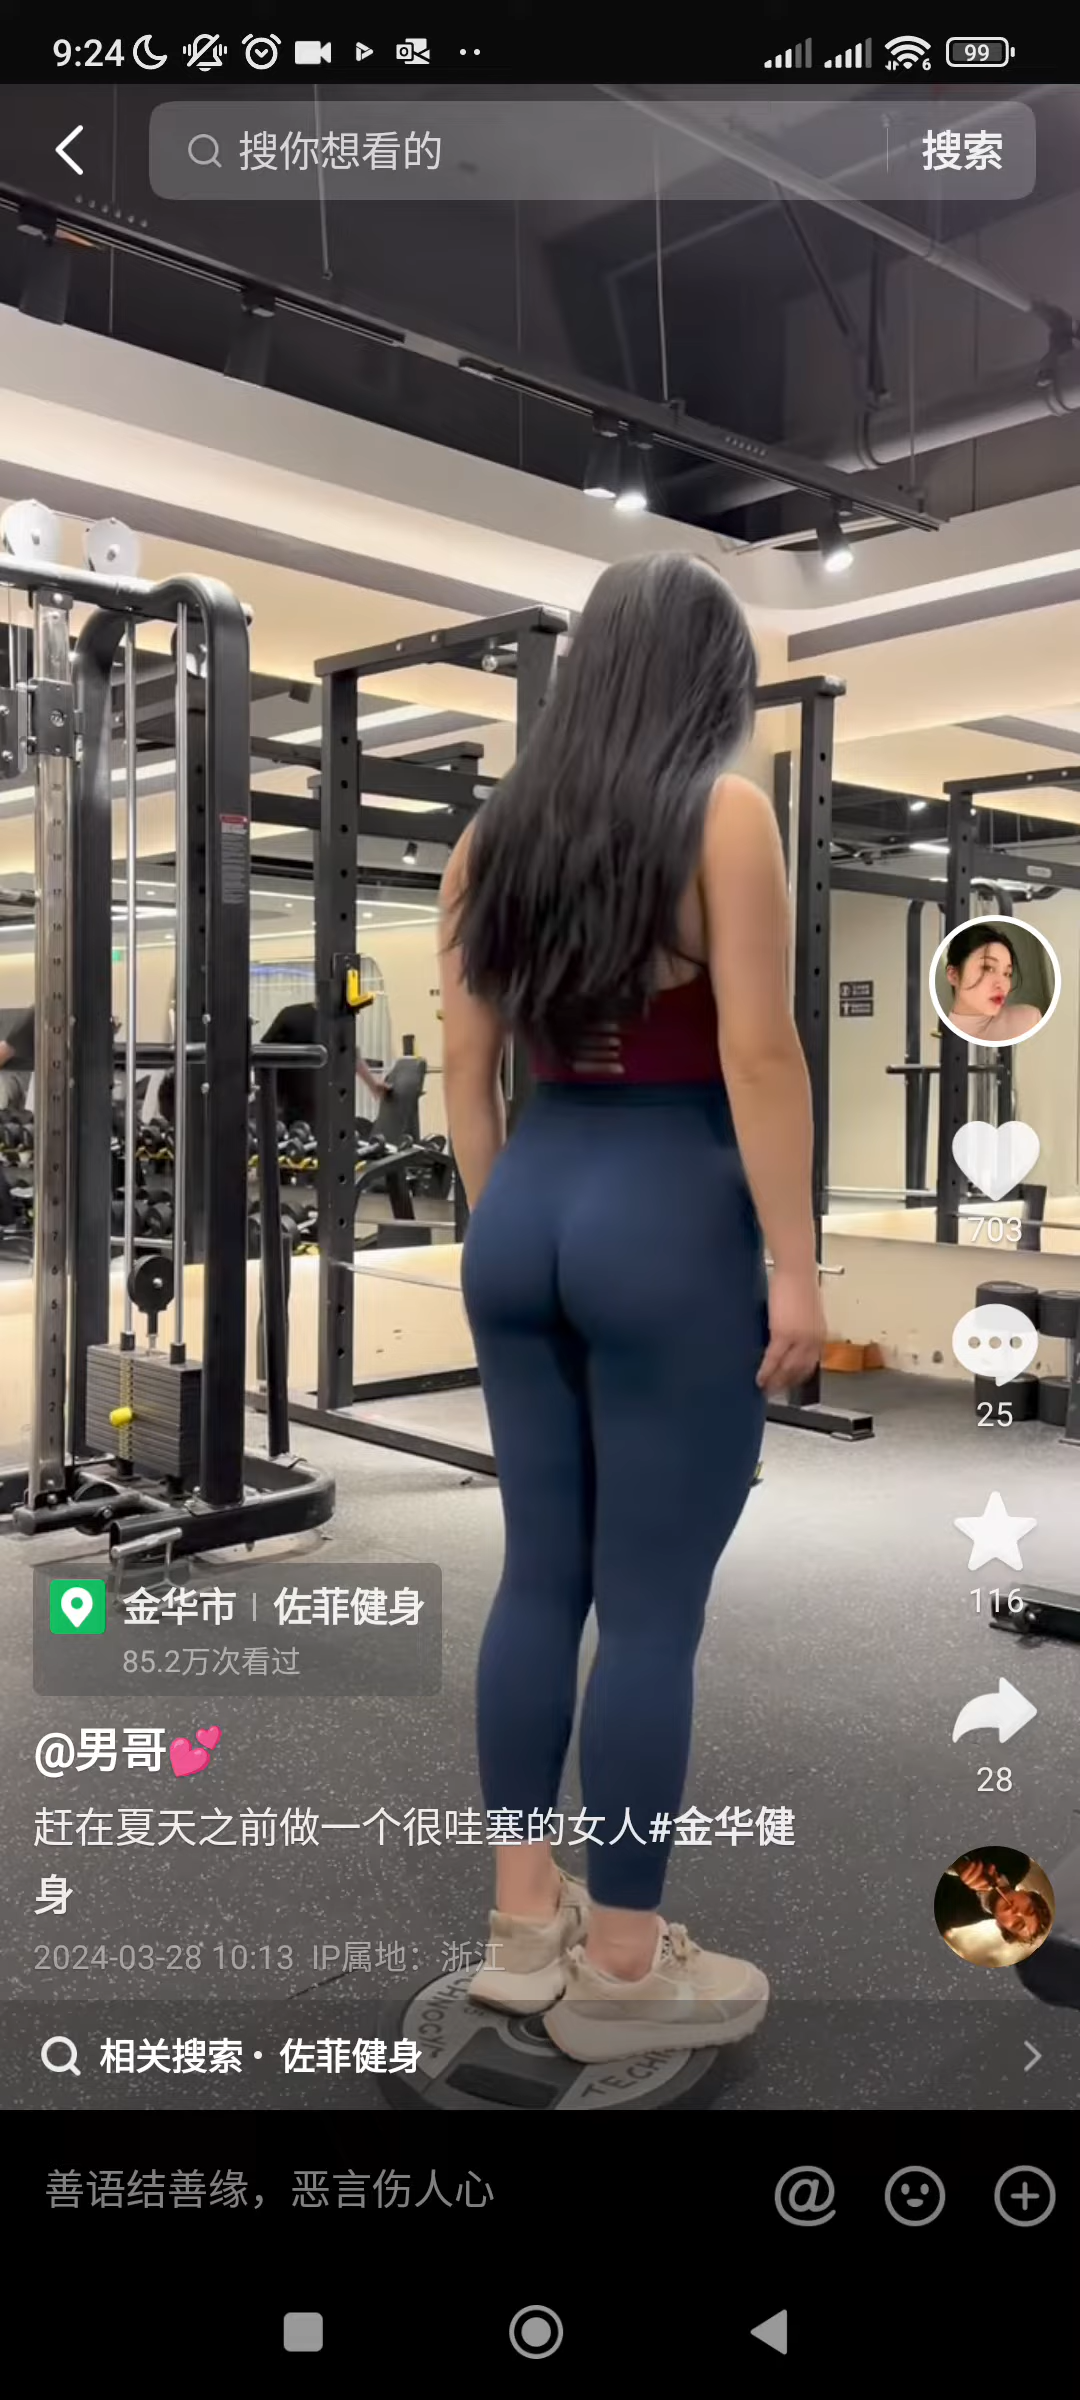 9:24
99
搜你想看的
搜索
703
25
116
28
金华市 | 佐菲健身
85.2万次看过
@男哥💕
赶在夏天之前做一个很哇塞的女人#金华健
身
2024-03-28 10:13 IP属地：浙江
TECHNOGYM
TECHN
相关搜索 · 佐菲健身
善语结善缘，恶言伤人心